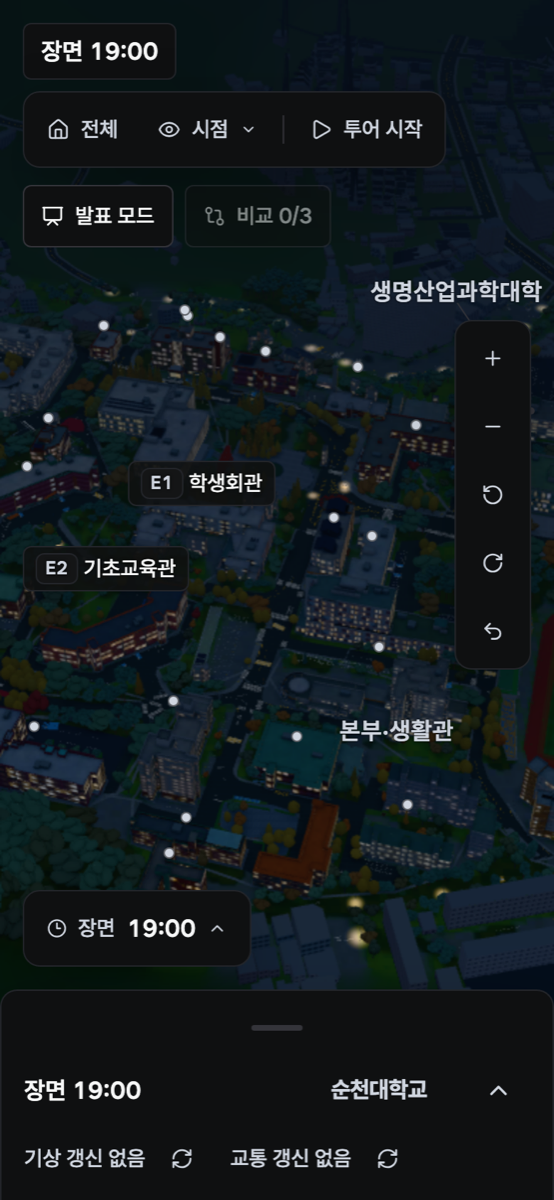 장면 19:00
전체 시점 투어 시작
발표 모드 비교 0/3
생명산업과학대학
E1 학생회관
E2 기초교육관
본부·생활관
장면 19:00
장면 19:00 순천대학교
기상 갱신 없음 교통 갱신 없음